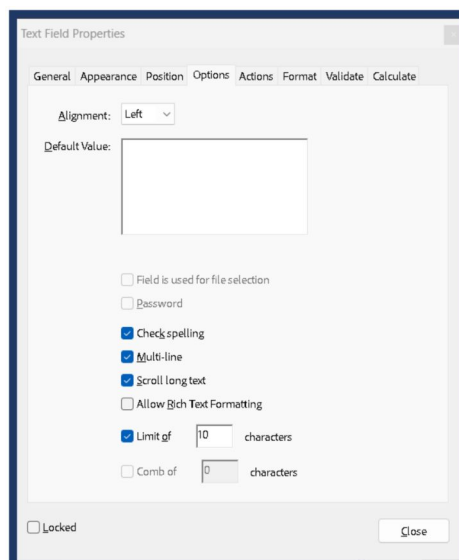 Text Field Properties
General Appearance Position Options Actions Format Validate Calculate
Alignment: Left
Default Value:
Field is used for file selection
Password
Check spelling
Multi-line
Scroll long text
Allow Rich Text Formatting
Limit of 10 characters
Comb of 0 characters
Locked Close